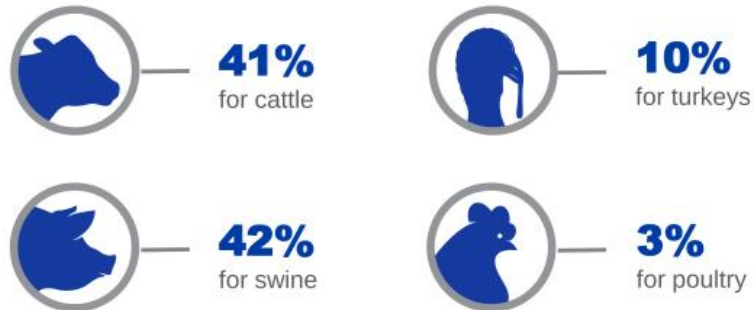 41%
for cattle
10%
for turkeys
42%
for swine
3%
for poultry